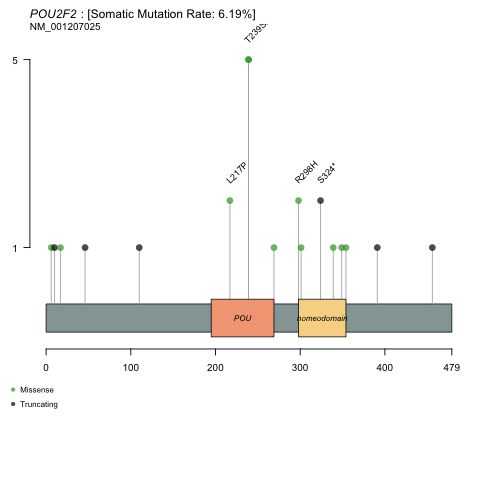 POU2F2 : [Somatic Mutation Rate: 6.19%]
NM_001207025
5
T239S
L217P
R298H
S324*
1
POU
homeodomain
0
100
200
300
400
479
Missense
Truncating